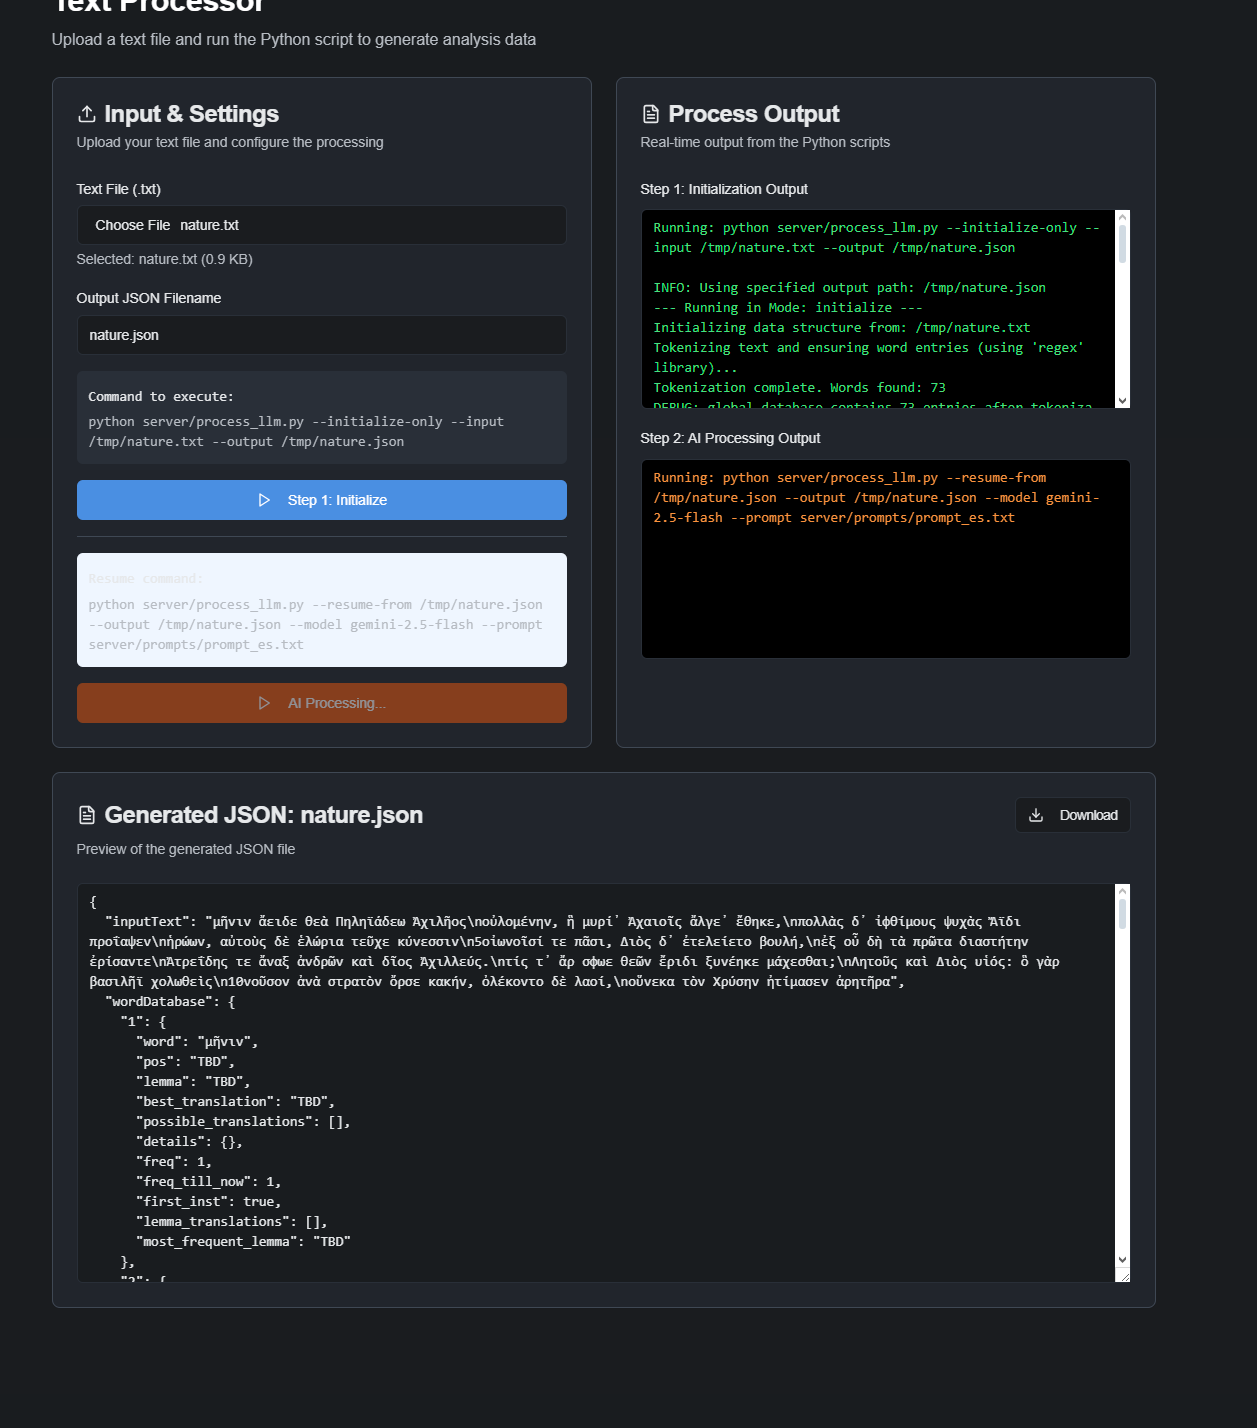 Text Processor
Upload a text file and run the Python script to generate analysis data
Input & Settings
Upload your text file and configure the processing
Text File (.txt)
Choose File nature.txt
Selected: nature.txt (0.9 KB)
Output JSON Filename
nature.json
Command to execute:
python server/process_llm.py --initialize-only --input
/tmp/nature.txt --output /tmp/nature.json
Step 1: Initialize
Resume command:
python server/process_llm.py --resume-from /tmp/nature.json
--output /tmp/nature.json --model gemini-2.5-flash --prompt
server/prompts/prompt_es.txt
AI Processing...
Process Output
Real-time output from the Python scripts
Step 1: Initialization Output
Running: python server/process_llm.py --initialize-only --
input /tmp/nature.txt --output /tmp/nature.json
INFO: Using specified output path: /tmp/nature.json
--- Running in Mode: initialize ---
Initializing data structure from: /tmp/nature.txt
Tokenizing text and ensuring word entries (using 'regex'
library)...
Tokenization complete. Words found: 73
DEBUG: global database contains 73 entries after tokeniza
Step 2: AI Processing Output
Running: python server/process_llm.py --resume-from
/tmp/nature.json --output /tmp/nature.json --model gemini-
2.5-flash --prompt server/prompts/prompt_es.txt
Generated JSON: nature.json
Download
Preview of the generated JSON file
{
"inputText": "μῆνιν ἄειδε θεὰ Πηληϊάδεω Ἀχιλῆος\nοὐλομένην, ἣ μυρί᾽ Ἀχαιοῖς ἄλγε᾽ ἔθηκε,\nπολλὰς δ᾽ ἰφθίμους ψυχὰς Ἄϊδι
προΐαψεν\nἡρώων, αὐτοὺς δὲ ἑλώρια τεῦχε κύνεσσιν\n5οἰωνοῖσί τε πᾶσι, Διὸς δ᾽ ἐτελείετο βουλή,\nἐξ οὗ δὴ τὰ πρῶτα διαστήτην
ἐρίσαντε\nἈτρεΐδης τε ἄναξ ἀνδρῶν καὶ δῖος Ἀχιλλεύς.\nτίς τ᾽ ἄρ σφωε θεῶν ἔριδι ξυνέηκε μάχεσθαι;\nΛητοῦς καὶ Διὸς υἱός: ὃ γὰρ
βασιλῆϊ χολωθεὶς\n10νοῦσον ἀνὰ στρατὸν ὄρσε κακήν, ὀλέκοντο δὲ λαοί,\nοὕνεκα τὸν Χρύσην ἠτίμασεν ἀρητῆρα",
"wordDatabase": {
"1": {
"word": "μῆνιν",
"pos": "TBD",
"lemma": "TBD",
"best_translation": "TBD",
"possible_translations": [],
"details": {},
"freq": 1,
"freq_till_now": 1,
"first_inst": true,
"lemma_translations": [],
"most_frequent_lemma": "TBD"
},
"2": {